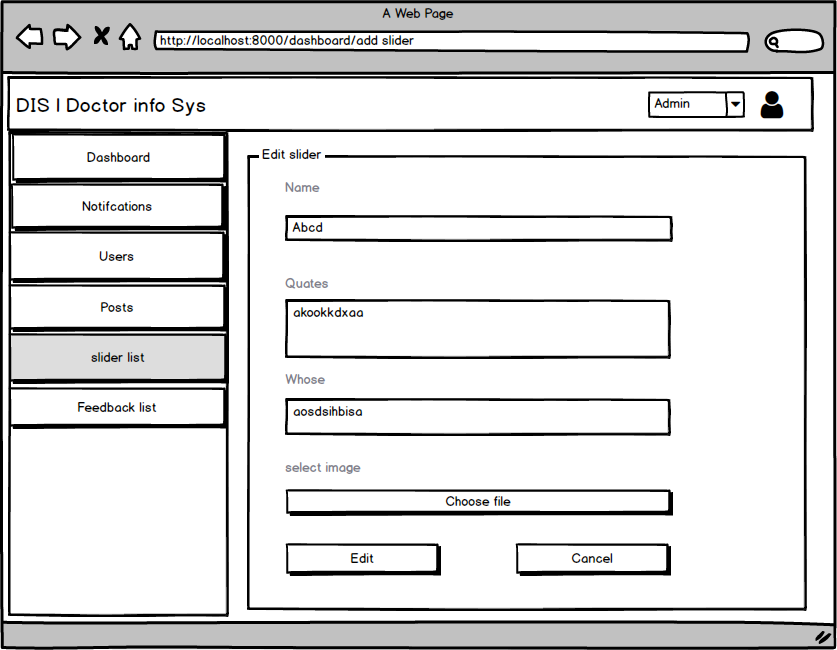 A Web Page
http://localhost:8000/dashboard/add slider
DIS | Doctor info Sys
Admin
Dashboard
Notifcations
Users
Posts
slider list
Feedback list
Edit slider
Name
Abcd
Quates
akookkdxaa
Whose
aosdsihbisa
select image
Choose file
Edit
Cancel